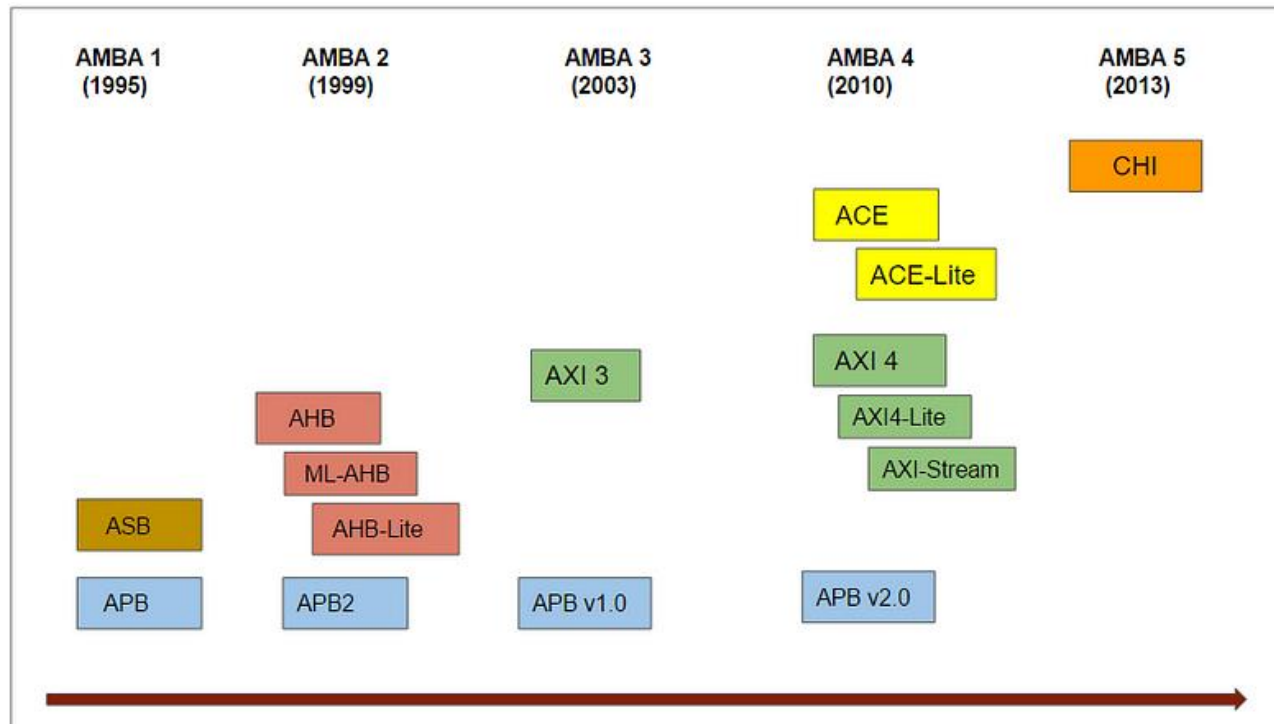 AMBA 1
(1995)
AMBA 2
(1999)
AMBA 3
(2003)
AMBA 4
(2010)
AMBA 5
(2013)
CHI
ACE
ACE-Lite
AXI 3
AXI 4
AXI4-Lite
AXI-Stream
AHB
ML-AHB
AHB-Lite
ASB
APB
APB2
APB v1.0
APB v2.0